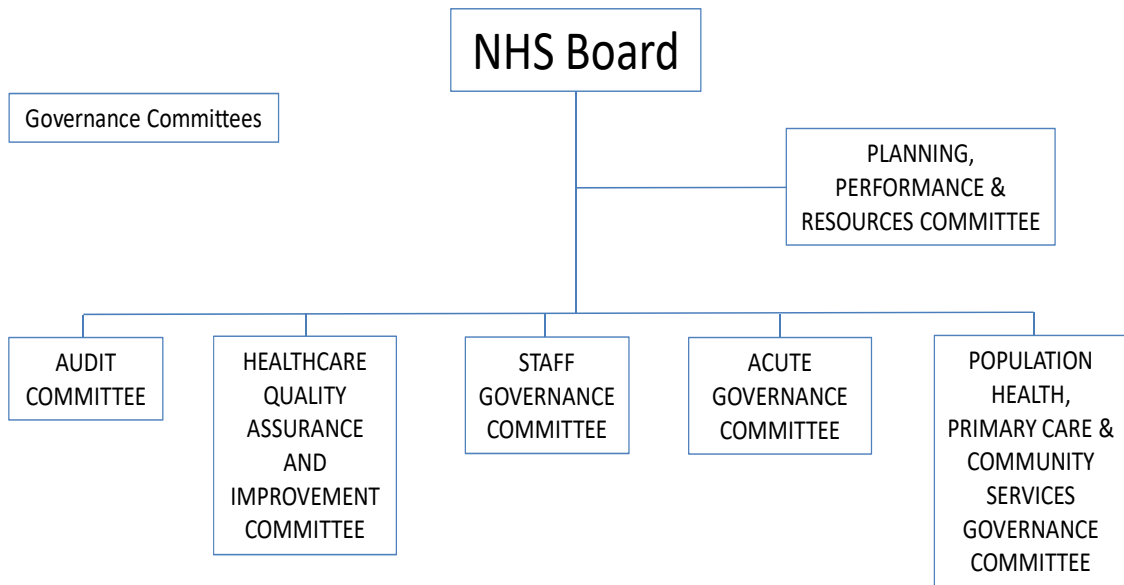 NHS Board
Governance Committees
PLANNING,
PERFORMANCE &
RESOURCES COMMITTEE
AUDIT
COMMITTEE
HEALTHCARE
QUALITY
ASSURANCE
AND
IMPROVEMENT
COMMITTEE
STAFF
GOVERNANCE
COMMITTEE
ACUTE
GOVERNANCE
COMMITTEE
POPULATION
HEALTH,
PRIMARY CARE &
COMMUNITY
SERVICES
GOVERNANCE
COMMITTEE